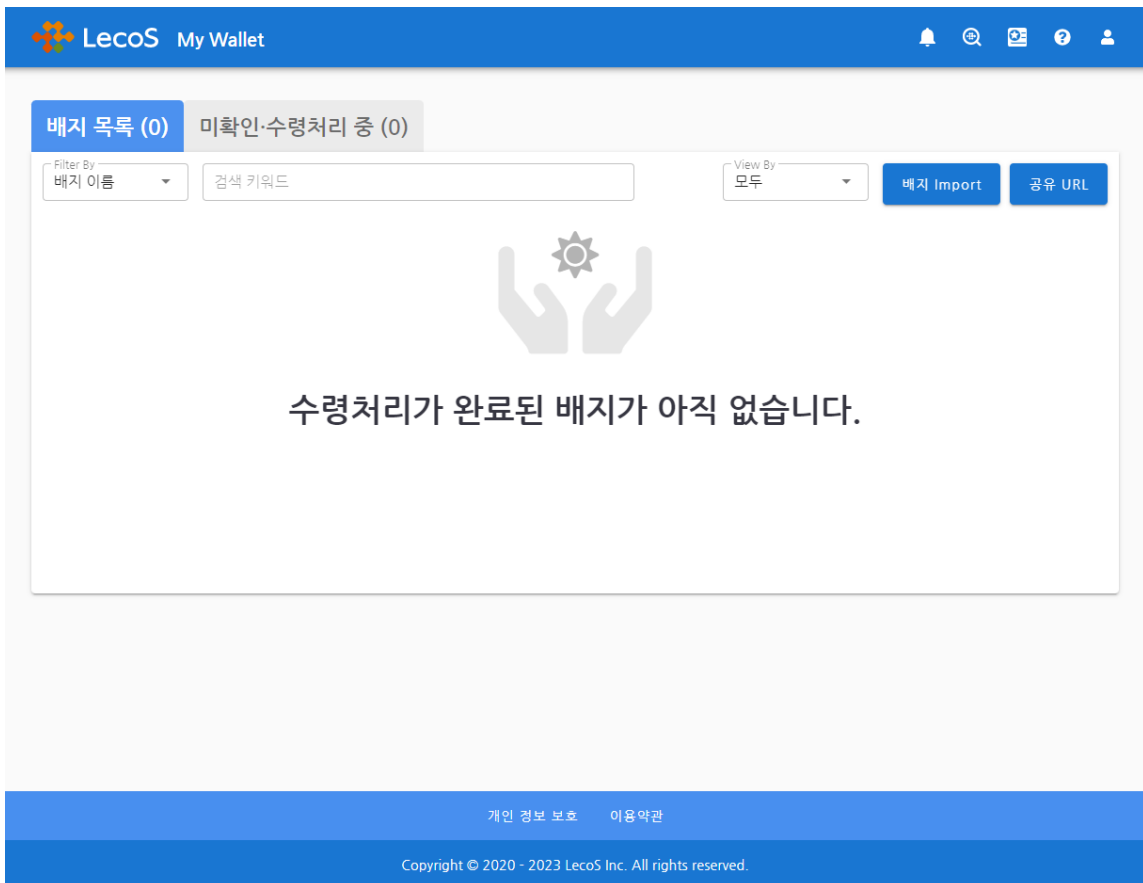 LecoS My Wallet
배지 목록 (0) 미확인·수령처리 중 (0)
Filter By
배지 이름
검색 키워드
View By
모두
배지 Import
공유 URL
수령처리가 완료된 배지가 아직 없습니다.
개인 정보 보호 이용약관
Copyright © 2020 - 2023 LecoS Inc. All rights reserved.